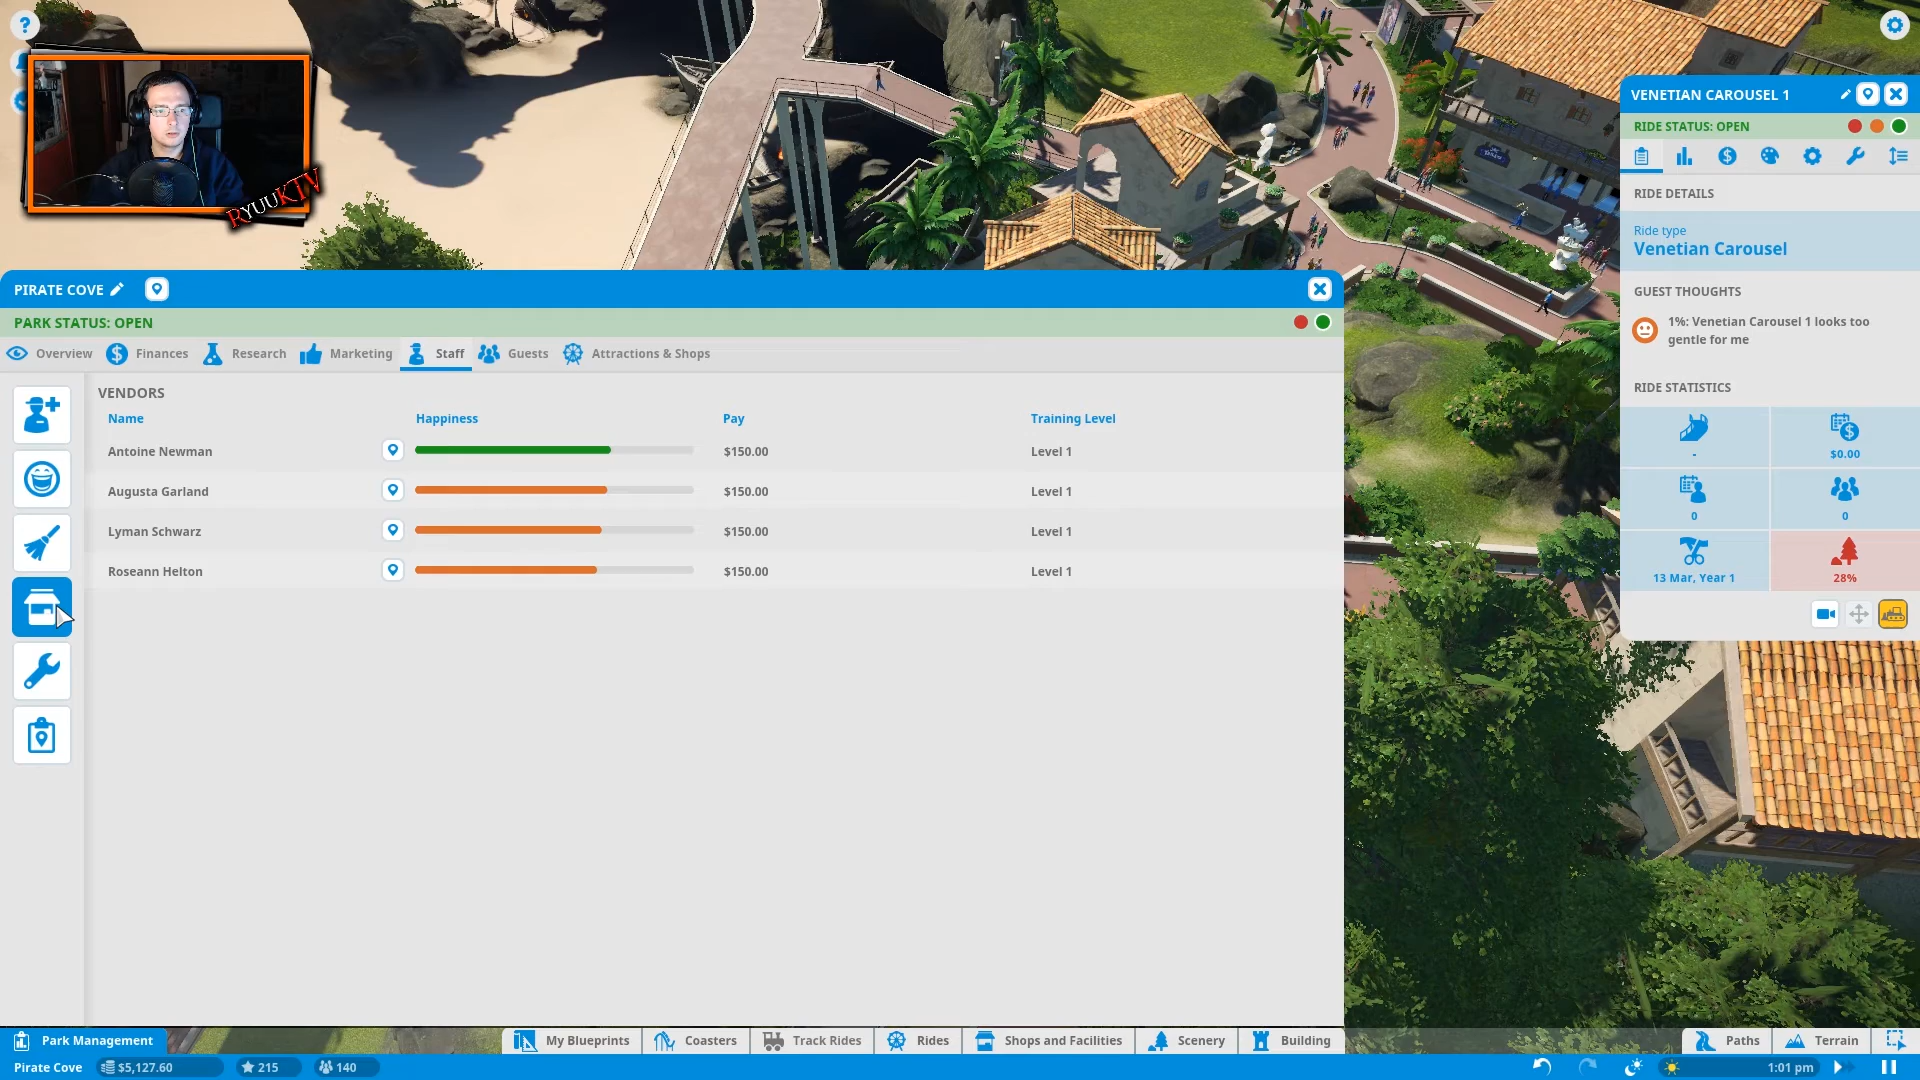 ?
RYUUKTV
VENETIAN CAROUSEL 1
RIDE STATUS: OPEN
RIDE DETAILS
Ride type
Venetian Carousel
GUEST THOUGHTS
1%: Venetian Carousel 1 looks too
gentle for me
RIDE STATISTICS
-
$0.00
0
0
13 Mar, Year 1
28%
PIRATE COVE
PARK STATUS: OPEN
Overview
Finances
Research
Marketing
Staff
Guests
Attractions & Shops
VENDORS
Name
Happiness
Pay
Training Level
Antoine Newman
$150.00
Level 1
Augusta Garland
$150.00
Level 1
Lyman Schwarz
$150.00
Level 1
Roseann Helton
$150.00
Level 1
Park Management
My Blueprints
Coasters
Track Rides
Rides
Shops and Facilities
Scenery
Building
Paths
Terrain
Pirate Cove
$5,127.60
215
140
1:01 pm